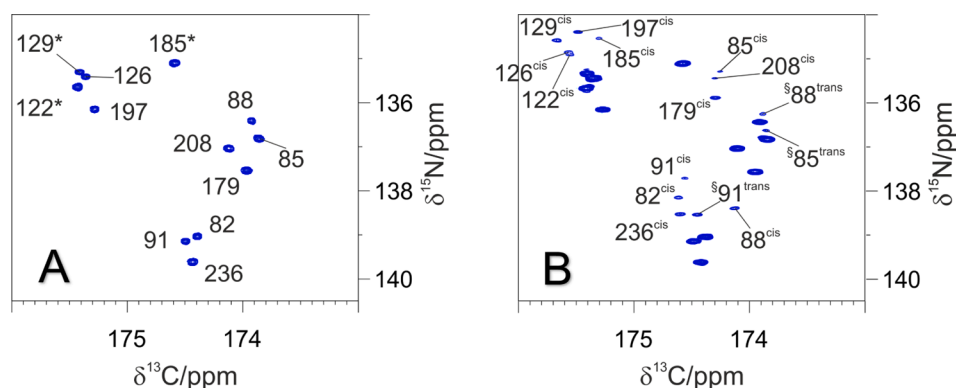 A
129*
185*
126
122*
197
88
208
85
179
91
82
236
A
136
138
140
δ¹⁵N/ppm
175
174
δ¹³C/ppm
B
129ᶜⁱˢ
197ᶜⁱˢ
185ᶜⁱˢ
126ᶜⁱˢ
122ᶜⁱˢ
85ᶜⁱˢ
208ᶜⁱˢ
179ᶜⁱˢ
§88ᵗʳᵃⁿˢ
§85ᵗʳᵃⁿˢ
91ᶜⁱˢ
82ᶜⁱˢ
§91ᵗʳᵃⁿˢ
236ᶜⁱˢ
88ᶜⁱˢ
B
136
138
140
δ¹⁵N/ppm
175
174
δ¹³C/ppm